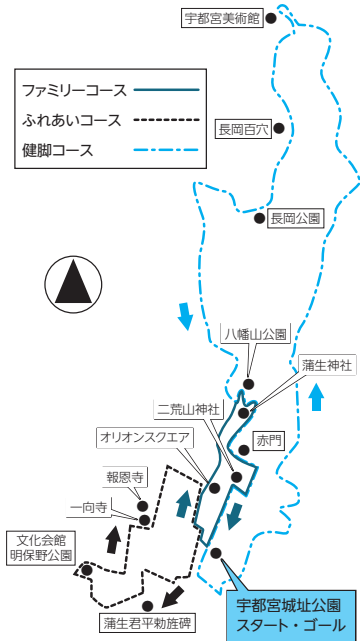 宇都宮美術館
ファミリーコース
ふれあいコース
健脚コース
長岡百穴
長岡公園
八幡山公園
蒲生神社
二荒山神社
赤門
オリオンスクエア
報恩寺
一向寺
文化会館
明保野公園
蒲生君平勅旌碑
宇都宮城址公園
スタート・ゴール